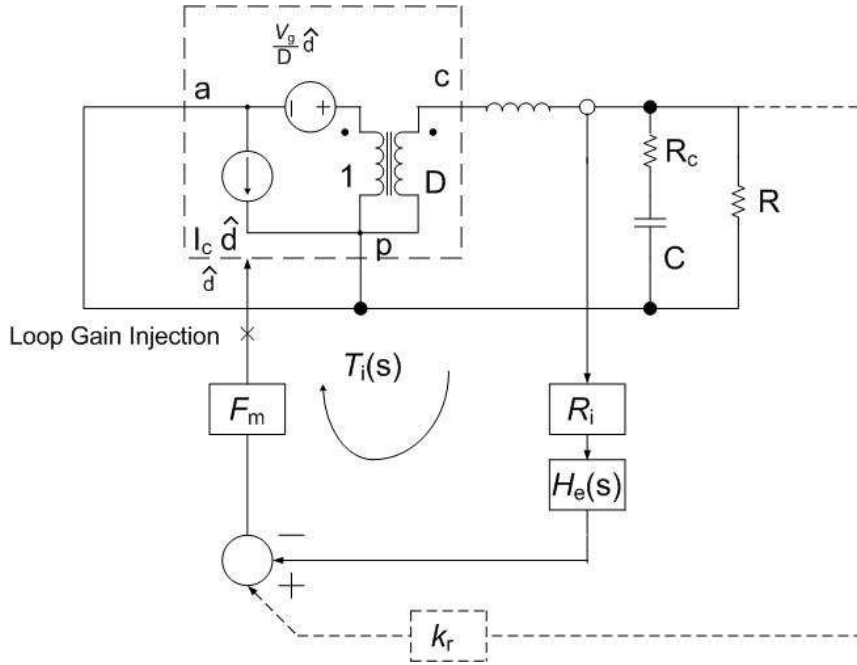 V_g/D d̂
a
c
1
D
R_c
R
I_c d̂
p
C
d̂
Loop Gain Injection
T_i(s)
F_m
R_i
H_e(s)
k_r